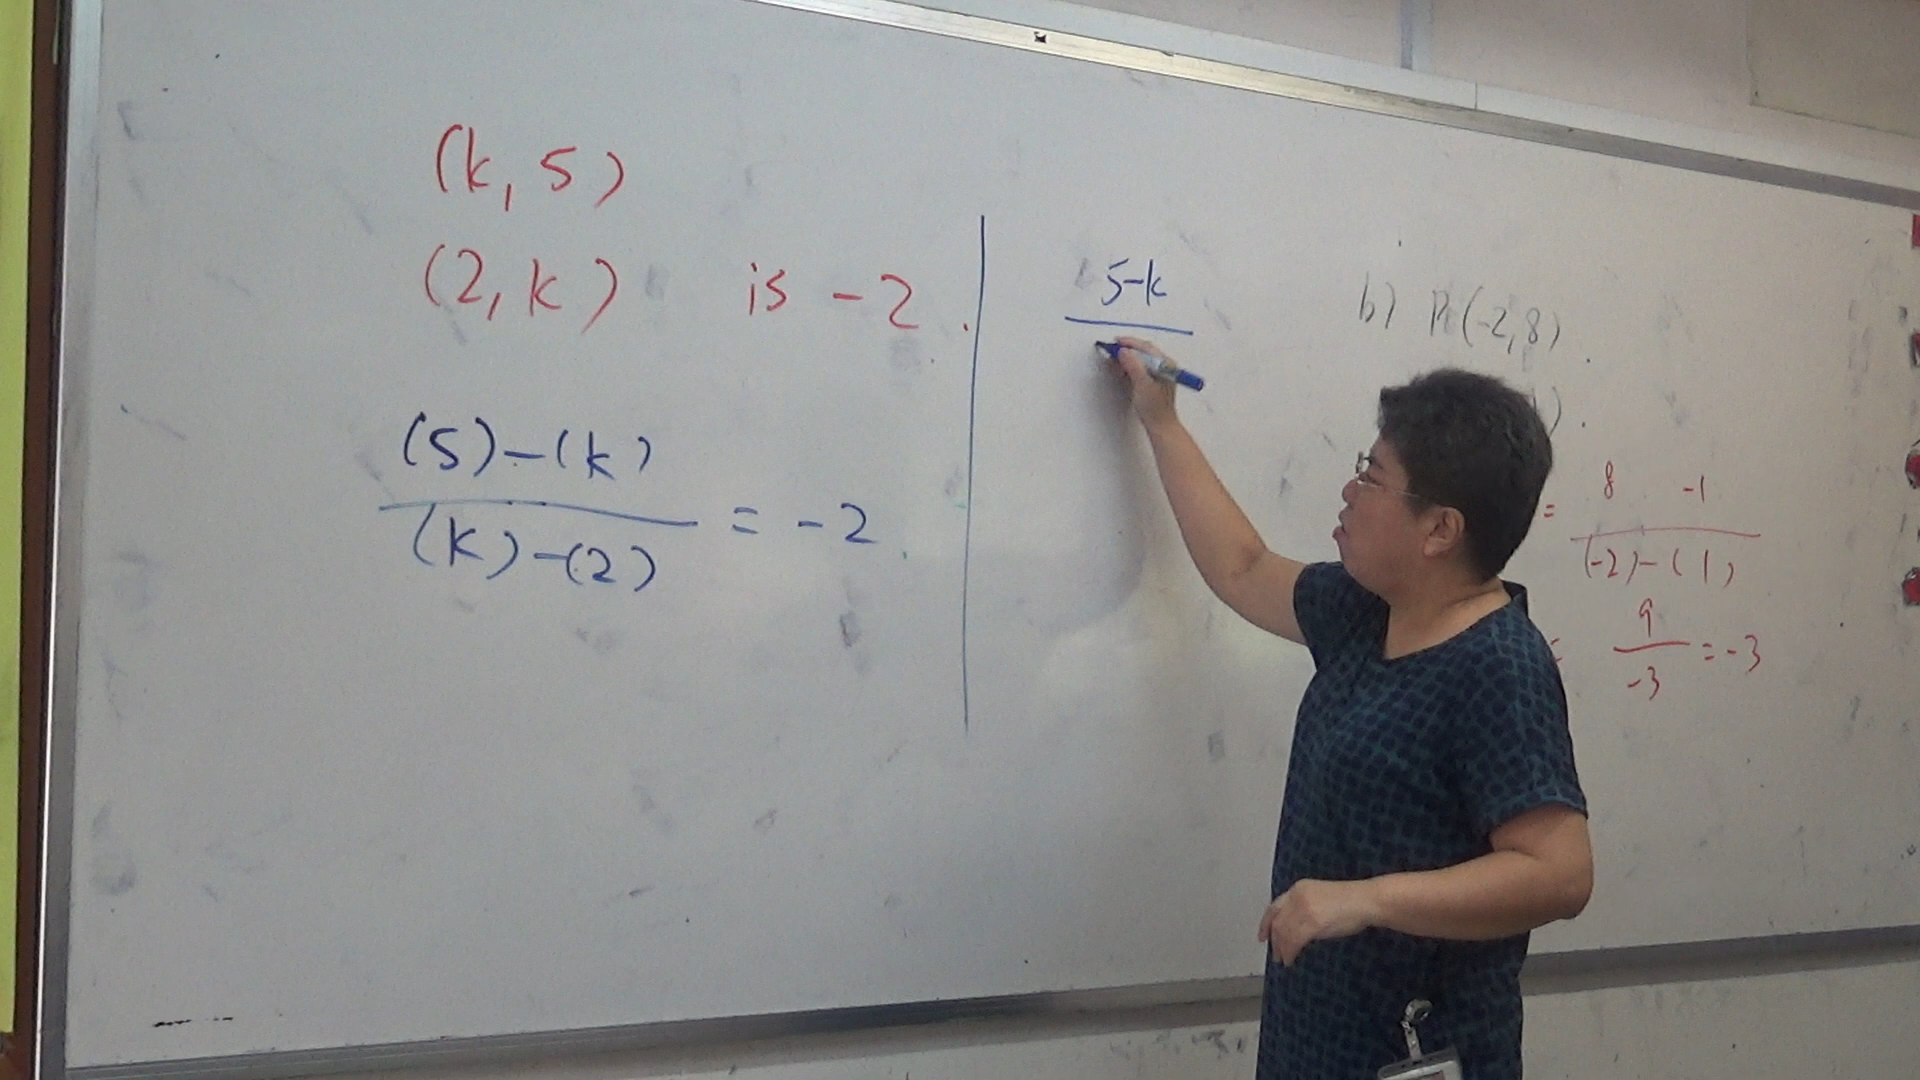 (k, 5)
(2, k) is -2.
(5)-(k)
(k)-(2)
= -2
5-k
b) (-2,8)
= 8 -1
(-2)-(1)
9
-3
= -3